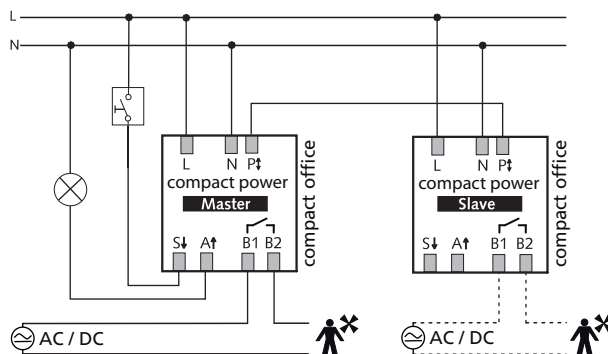 L
N
L N P↕
compact power
Master
S↓ A↑ B1 B2
compact office
AC / DC
L N P↕
compact power
Slave
S↓ A↑ B1 B2
compact office
AC / DC